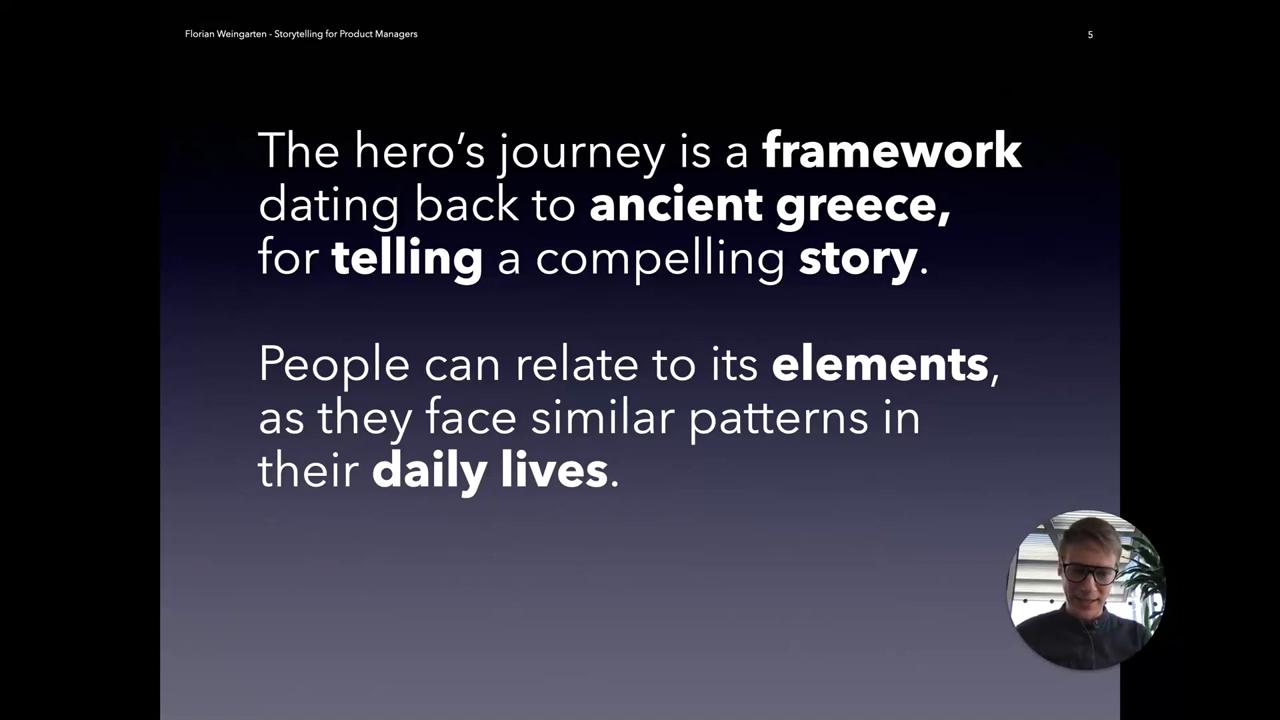 Florian Weingarten - Storytelling for Product Managers
5
The hero's journey is a framework
dating back to ancient greece,
for telling a compelling story.
People can relate to its elements,
as they face similar patterns in
their daily lives.